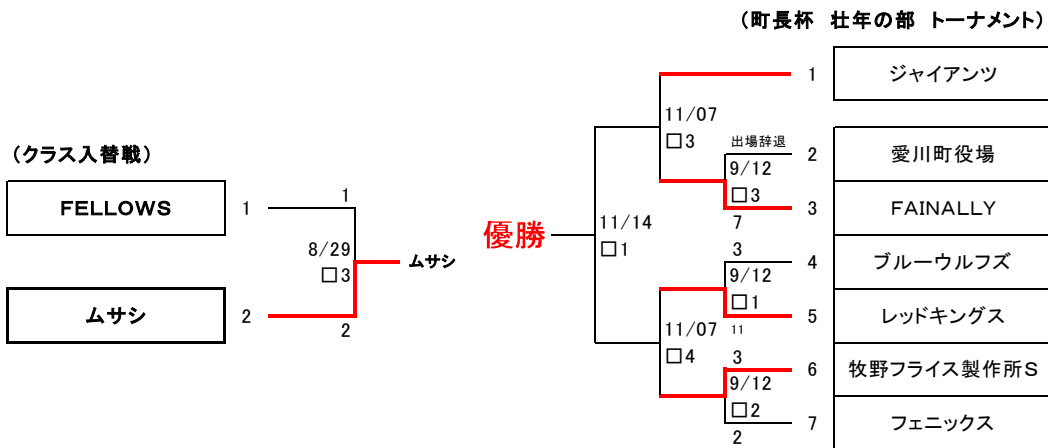 (町長杯 壮年の部 トーナメント)
1 ジャイアンツ
11/07
□3
出場辞退
2 愛川町役場
9/12
□3
3 FAINALLY
7
(クラス入替戦)
FELLOWS 1
1
8/29
□3
ムサシ
ムサシ 2
2
優勝
11/14
□1
3
4 ブルーウルフズ
9/12
□1
5 レッドキングス
11
11/07
□4
3
6 牧野フライス製作所S
9/12
□2
7 フェニックス
2